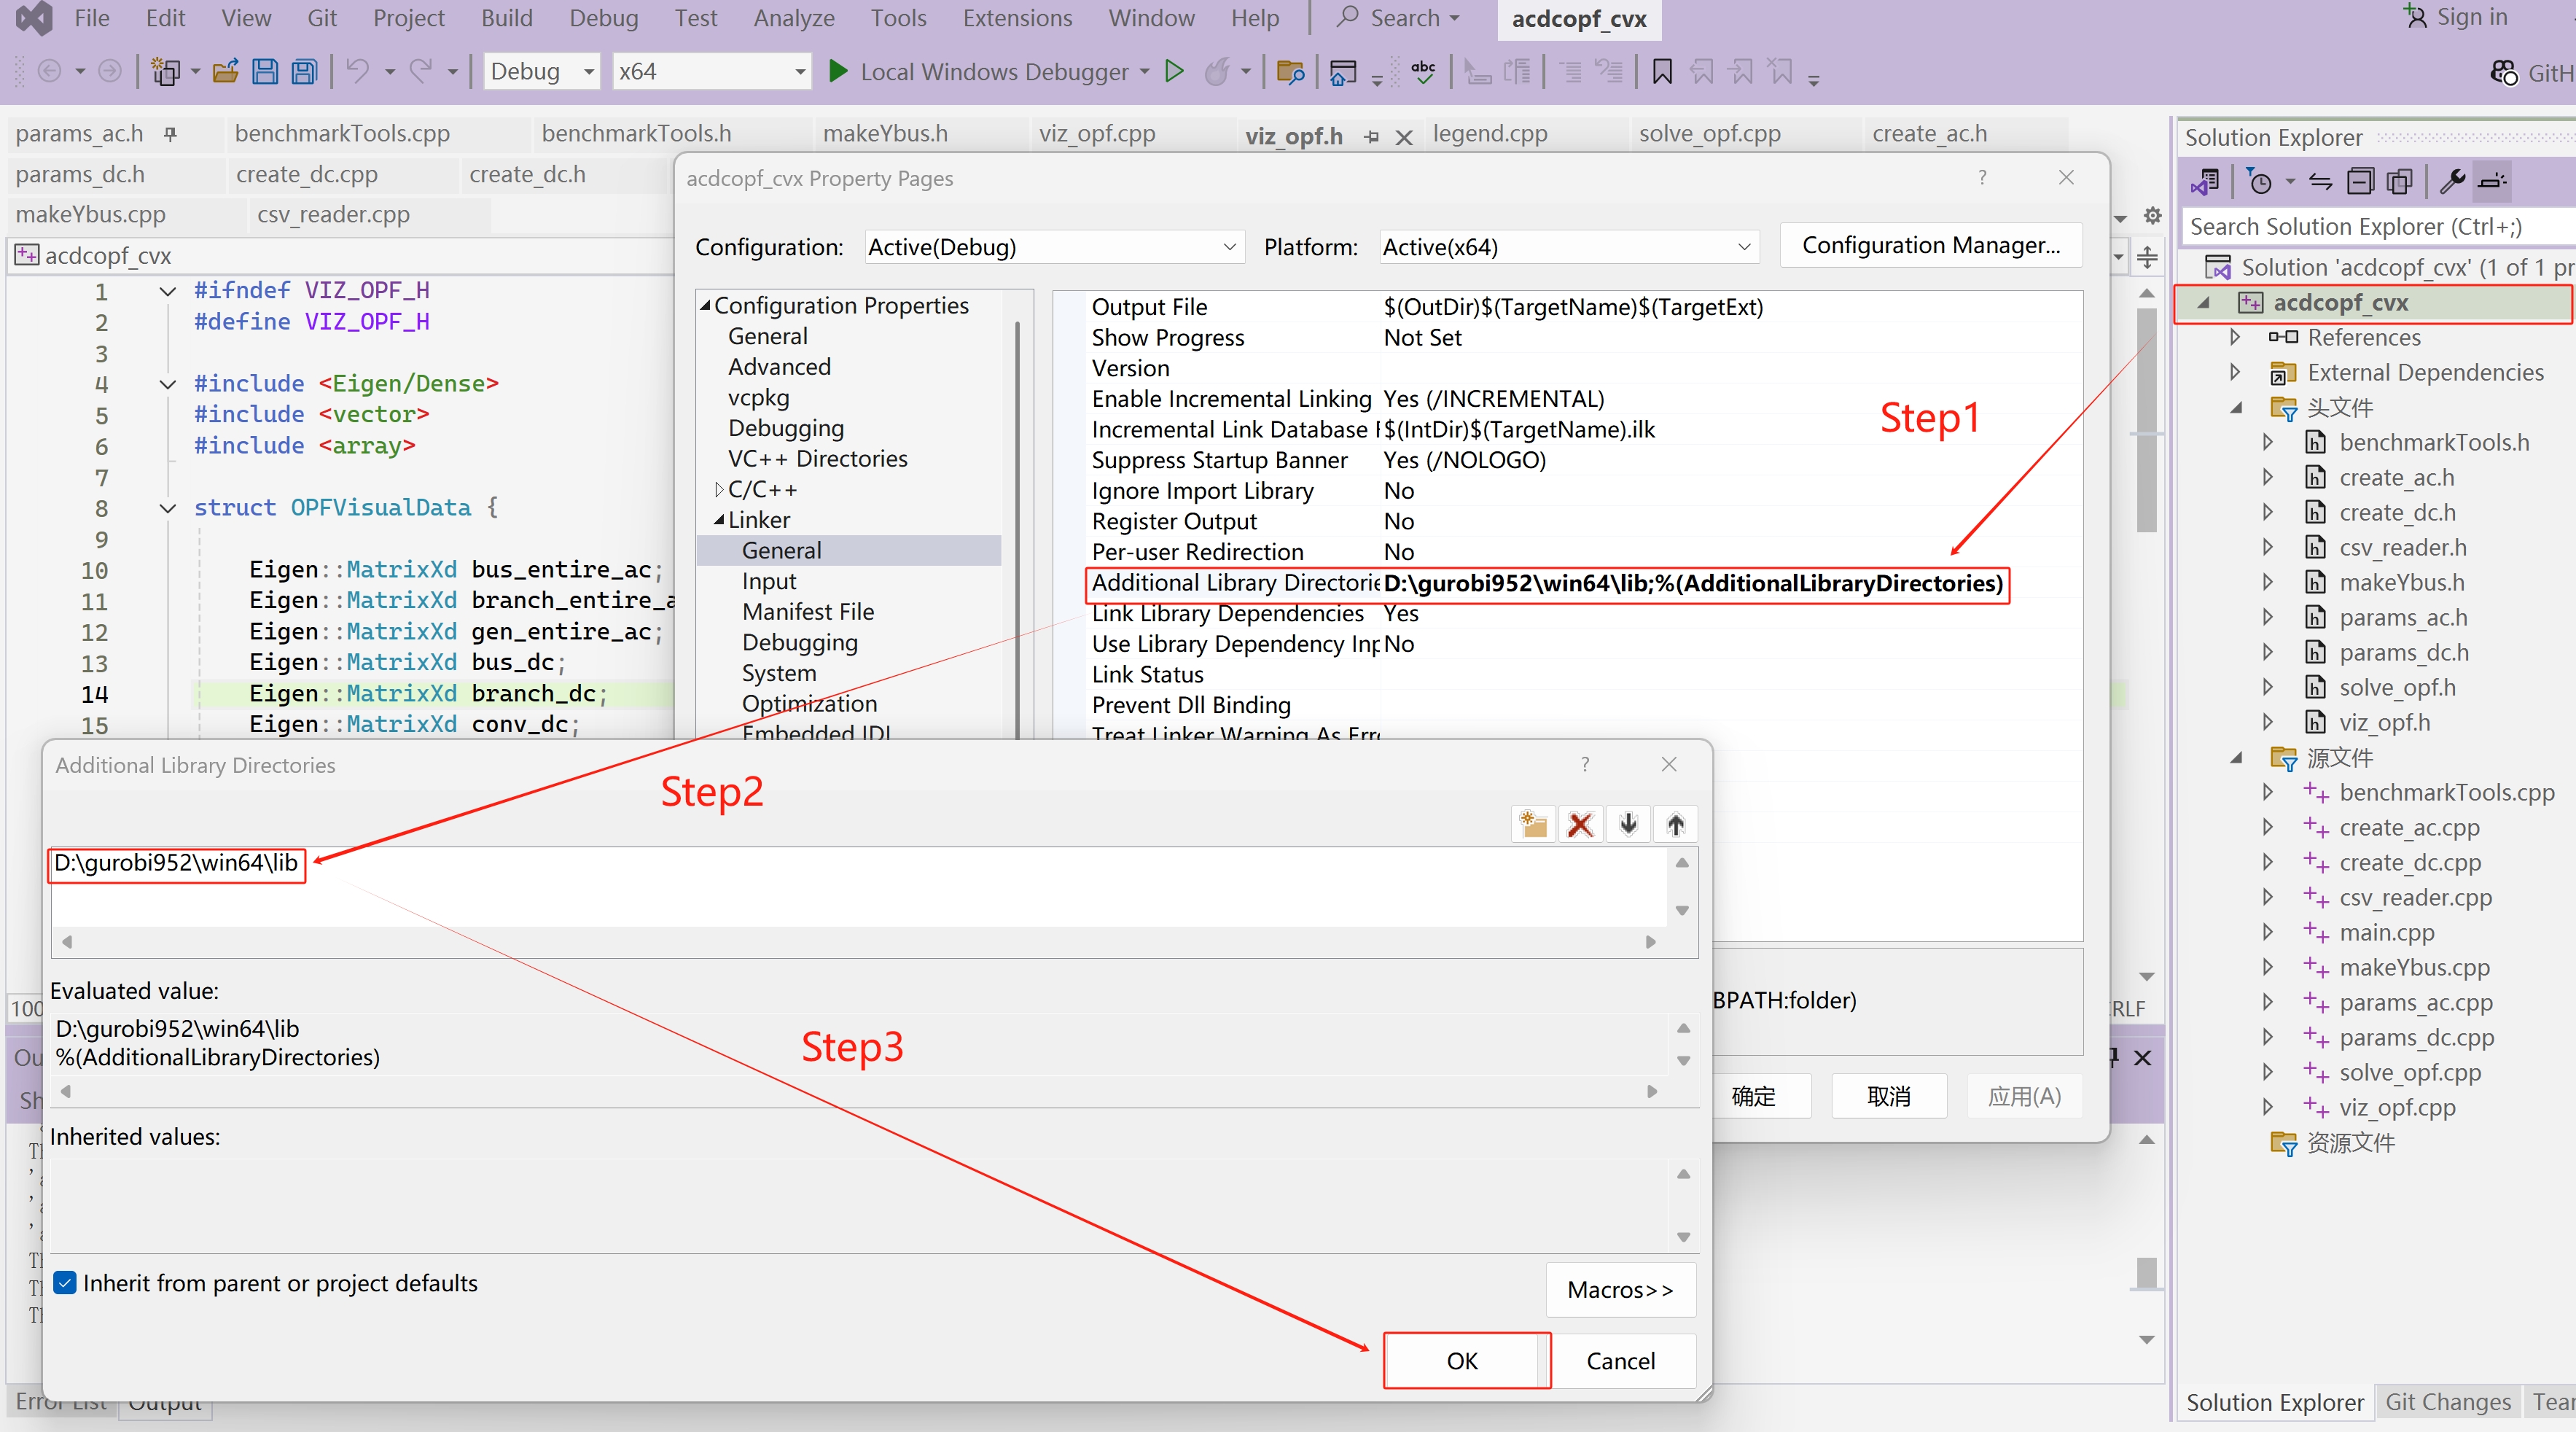 File Edit View Git Project Build Debug Test Analyze Tools Extensions Window Help Search acdcopf_cvx Sign in
Debug x64 Local Windows Debugger abc GitH
params_ac.h benchmarkTools.cpp benchmarkTools.h makeYbus.h viz_opf.cpp viz_opf.h legend.cpp solve_opf.cpp create_ac.h
params_dc.h create_dc.cpp create_dc.h
makeYbus.cpp csv_reader.cpp
acdcopf_cvx
1 #ifndef VIZ_OPF_H
2 #define VIZ_OPF_H
3
4 #include <Eigen/Dense>
5 #include <vector>
6 #include <array>
7
8 struct OPFVisualData {
9
10 Eigen::MatrixXd bus_entire_ac;
11 Eigen::MatrixXd branch_entire_a
12 Eigen::MatrixXd gen_entire_ac;
13 Eigen::MatrixXd bus_dc;
14 Eigen::MatrixXd branch_dc;
15 Eigen::MatrixXd conv_dc;
100
acdcopf_cvx Property Pages ?
Configuration: Active(Debug) Platform: Active(x64) Configuration Manager...
Configuration Properties
General
Advanced
vcpkg
Debugging
VC++ Directories
C/C++
Linker
General
Input
Manifest File
Debugging
System
Optimization
Embedded IDL
Output File $(OutDir)$(TargetName)$(TargetExt)
Show Progress Not Set
Version
Enable Incremental Linking Yes (/INCREMENTAL)
Incremental Link Database F $(IntDir)$(TargetName).ilk
Suppress Startup Banner Yes (/NOLOGO)
Ignore Import Library No
Register Output No
Per-user Redirection No
Additional Library Directorie D:\gurobi952\win64\lib;%(AdditionalLibraryDirectories)
Link Library Dependencies Yes
Use Library Dependency Inp No
Link Status
Prevent Dll Binding
Treat Linker Warning As Erro
BPATH:folder)
确定 取消 应用(A)
Step1
Step2
Step3
Additional Library Directories ?
D:\gurobi952\win64\lib
Evaluated value:
D:\gurobi952\win64\lib
%(AdditionalLibraryDirectories)
Inherited values:
Inherit from parent or project defaults
Macros>>
OK Cancel
Ou
Sh
CRLF
Error List Output
Solution Explorer
Search Solution Explorer (Ctrl+;)
Solution 'acdcopf_cvx' (1 of 1 pr
acdcopf_cvx
References
External Dependencies
头文件
benchmarkTools.h
create_ac.h
create_dc.h
csv_reader.h
makeYbus.h
params_ac.h
params_dc.h
solve_opf.h
viz_opf.h
源文件
benchmarkTools.cpp
create_ac.cpp
create_dc.cpp
csv_reader.cpp
main.cpp
makeYbus.cpp
params_ac.cpp
params_dc.cpp
solve_opf.cpp
viz_opf.cpp
资源文件
Solution Explorer Git Changes Tear